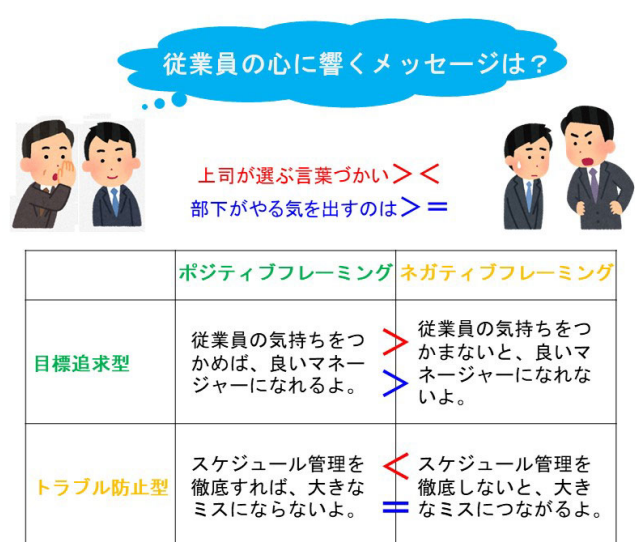 従業員の心に響くメッセージは？
上司が選ぶ言葉づかい＞＜
部下がやる気を出すのは＞＝
ポジティブフレーミング ネガティブフレーミング
目標追求型
従業員の気持ちをつ
かめば、良いマネー
ジャーになれるよ。
＞
＞
従業員の気持ちをつ
かまないと、良いマ
ネージャーになれな
いよ。
トラブル防止型
スケジュール管理を
徹底すれば、大きな
ミスにならないよ。
＜
＝
スケジュール管理を
徹底しないと、大き
なミスにつながるよ。